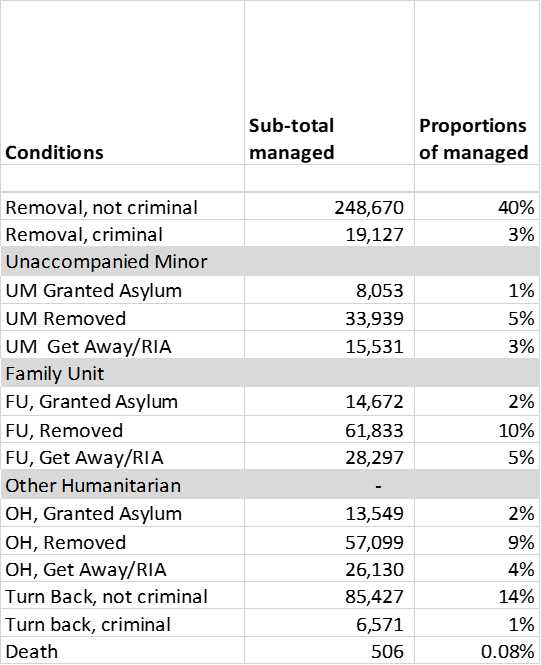 Conditions Sub-total managed Proportions of managed
Removal, not criminal 248,670 40%
Removal, criminal 19,127 3%
Unaccompanied Minor
UM Granted Asylum 8,053 1%
UM Removed 33,939 5%
UM  Get Away/RIA 15,531 3%
Family Unit
FU, Granted Asylum 14,672 2%
FU, Removed 61,833 10%
FU, Get Away/RIA 28,297 5%
Other Humanitarian -
OH, Granted Asylum 13,549 2%
OH, Removed 57,099 9%
OH, Get Away/RIA 26,130 4%
Turn Back, not criminal 85,427 14%
Turn back, criminal 6,571 1%
Death 506 0.08%